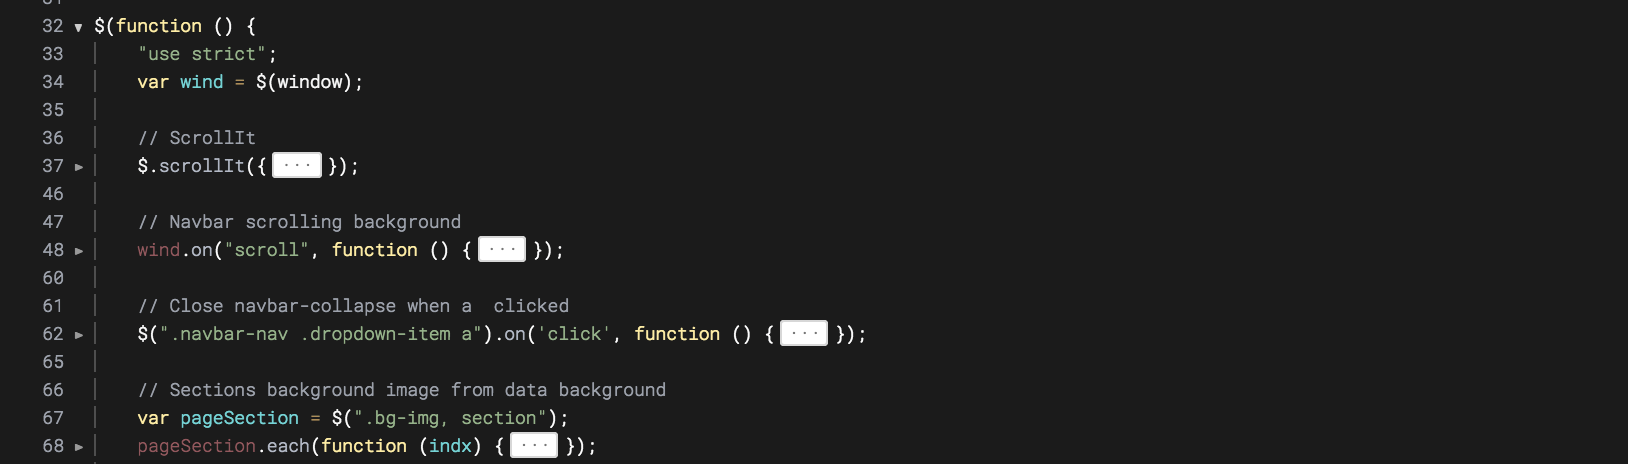 32 ▼ $(function () {
33 "use strict";
34 var wind = $(window);
35
36 // ScrollIt
37 ▶ $.scrollIt({ ··· });
46
47 // Navbar scrolling background
48 ▶ wind.on("scroll", function () { ··· });
60
61 // Close navbar-collapse when a  clicked
62 ▶ $(".navbar-nav .dropdown-item a").on('click', function () { ··· });
65
66 // Sections background image from data background
67 var pageSection = $(".bg-img, section");
68 ▶ pageSection.each(function (indx) { ··· });